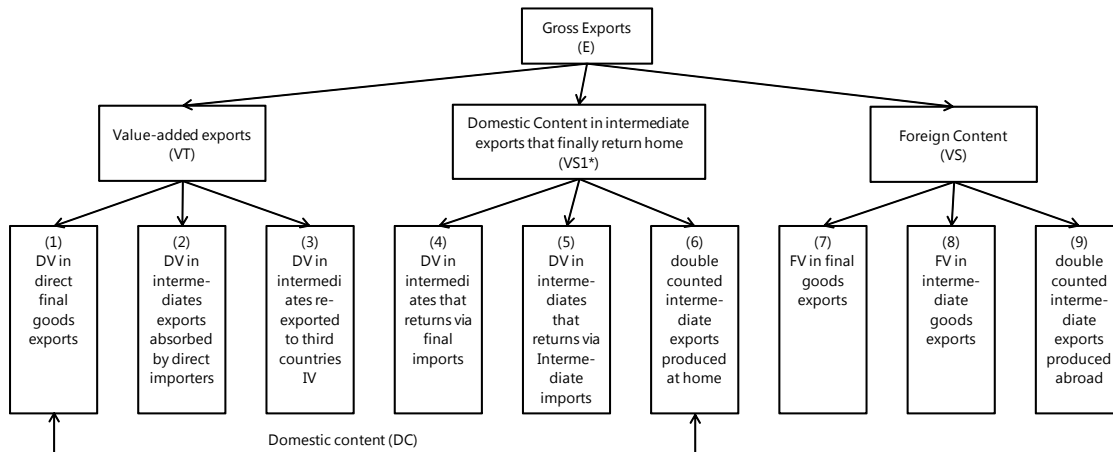 Gross Exports
(E)
Value-added exports
(VT)
Domestic Content in intermediate
exports that finally return home
(VS1*)
Foreign Content
(VS)
(1)
DV in
direct
final
goods
exports
(2)
DV in
interme-
diates
exports
absorbed
by direct
importers
(3)
DV in
intermedi
ates re-
exported
to third
countries
IV
(4)
DV in
intermedi
ates that
returns via
final
imports
(5)
DV in
interme-
diates that
returns via
Interme-
diate
imports
(6)
double
counted
interme-
diate
exports
produced
at home
(7)
FV in final
goods
exports
(8)
FV in
interme-
diate
goods
exports
(9)
double
counted
interme-
diate
exports
produced
abroad
Domestic content (DC)